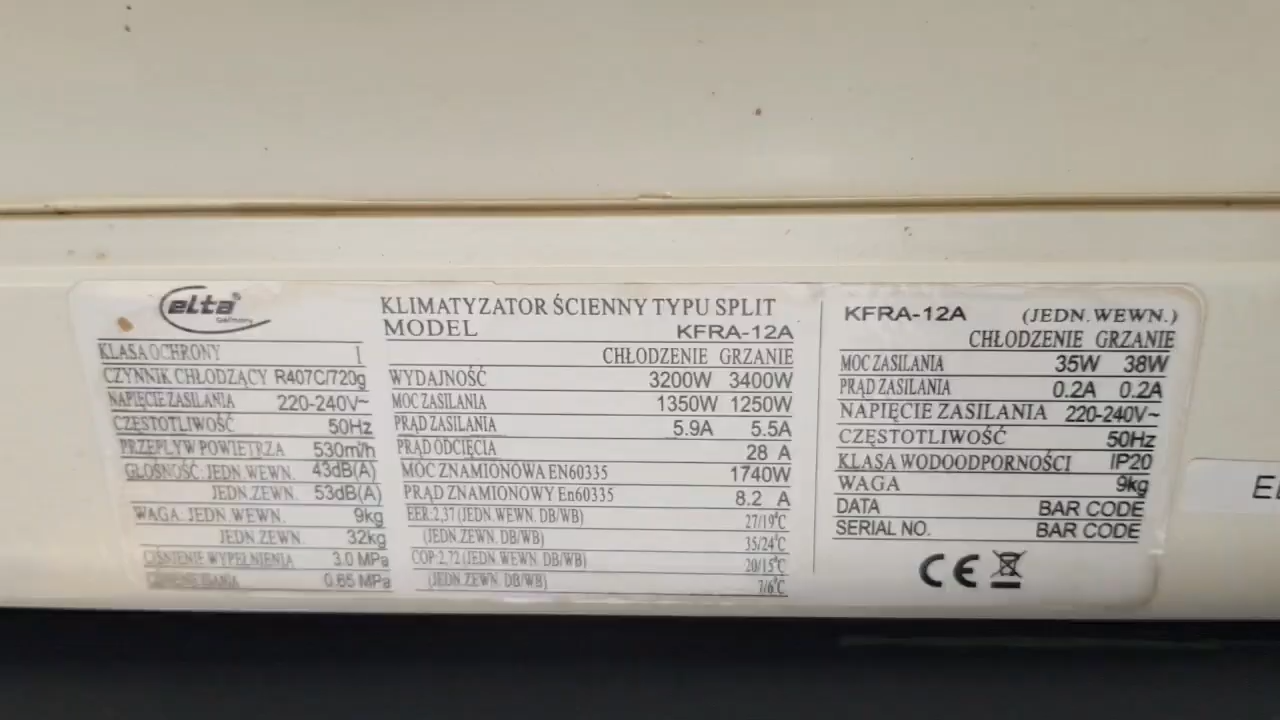 elta
Germany
KLASA OCHRONY I
CZYNNIK CHŁODZĄCY R407C/720g
NAPIĘCIE ZASILANIA 220-240V~
CZĘSTOTLIWOŚĆ 50Hz
PRZEPŁYW POWIETRZA 530m/h
GŁOŚNOŚĆ: JEDN. WEWN. 43dB(A)
JEDN. ZEWN. 53dB(A)
WAGA: JEDN. WEWN. 9kg
JEDN. ZEWN. 32kg
CIŚNIENIE WYPEŁNIENIA 3.0 MPa
0.65 MPa
KLIMATYZATOR ŚCIENNY TYPU SPLIT
MODEL KFRA-12A
CHŁODZENIE GRZANIE
WYDAJNOŚĆ 3200W 3400W
MOC ZASILANIA 1350W 1250W
PRĄD ZASILANIA 5.9A 5.5A
PRĄD ODCIĘCIA 28 A
MOC ZNAMIONOWA EN60335 1740W
PRĄD ZNAMIONOWY En60335 8.2 A
EER:2,37 (JEDN. WEWN. DB/WB) 27/19°C
(JEDN. ZEWN. DB/WB) 35/24°C
COP:2,72 (JEDN. WEWN. DB/WB) 20/15°C
(JEDN. ZEWN. DB/WB) 7/6°C
KFRA-12A (JEDN. WEWN.)
CHŁODZENIE GRZANIE
MOC ZASILANIA 35W 38W
PRĄD ZASILANIA 0.2A 0.2A
NAPIĘCIE ZASILANIA 220-240V~
CZĘSTOTLIWOŚĆ 50Hz
KLASA WODOODPORNOŚCI IP20
WAGA 9kg
DATA BAR CODE
SERIAL NO. BAR CODE
CE